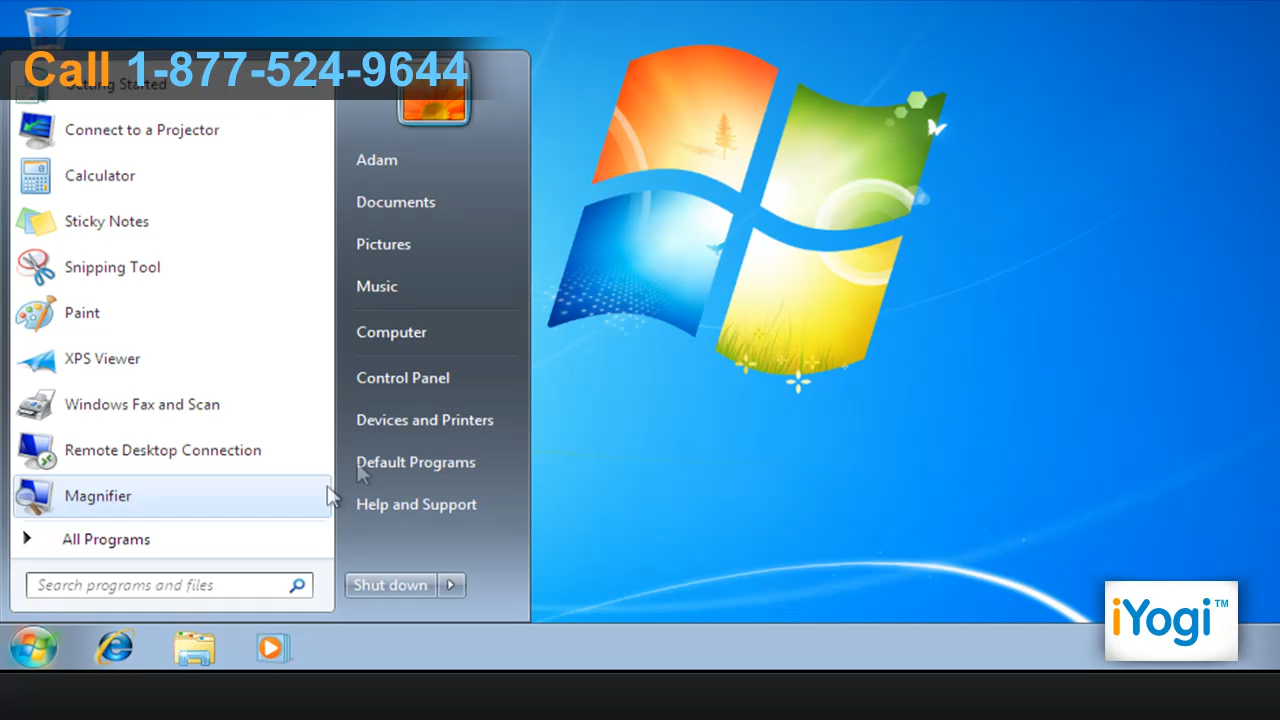 Call 1-877-524-9644
Getting Started
Connect to a Projector
Calculator
Sticky Notes
Snipping Tool
Paint
XPS Viewer
Windows Fax and Scan
Remote Desktop Connection
Magnifier
All Programs
Search programs and files
Adam
Documents
Pictures
Music
Computer
Control Panel
Devices and Printers
Default Programs
Help and Support
Shut down
iYogi™